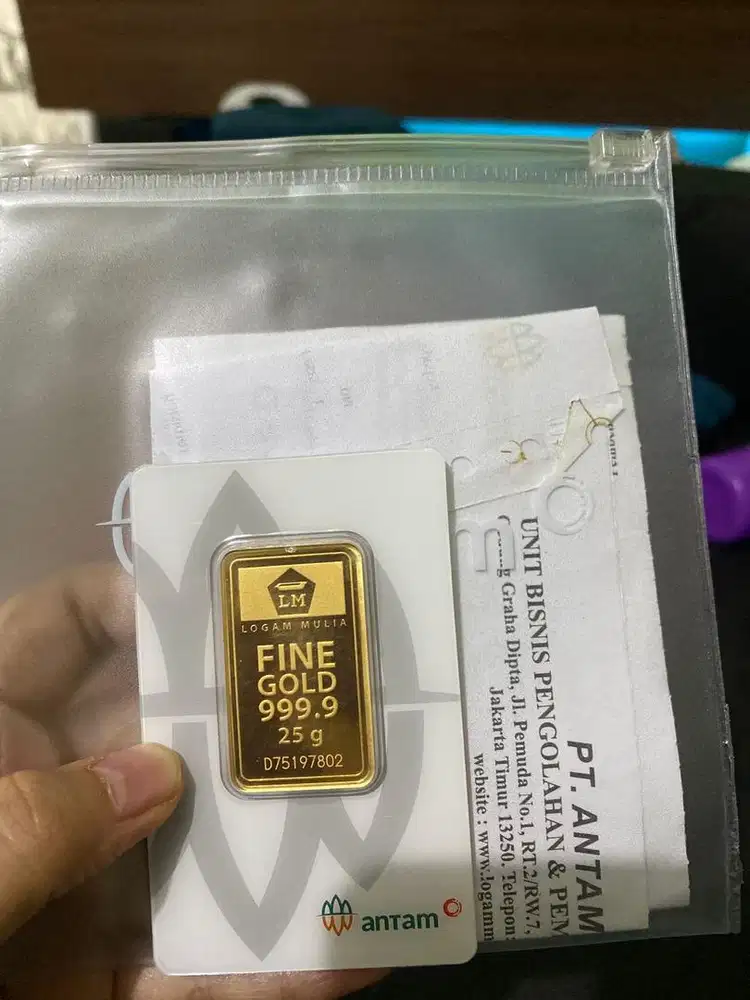 LM
LOGAM MULIA
FINE
GOLD
999.9
25 g
D75197802
antam
PT. ANTAM
UNIT BISNIS PENGOLAHAN & PEM
Graha Dipta, Jl. Pemuda No.1, RT.2/RW.7,
Jakarta Timur 13250. Telepon:
website : www.logamm